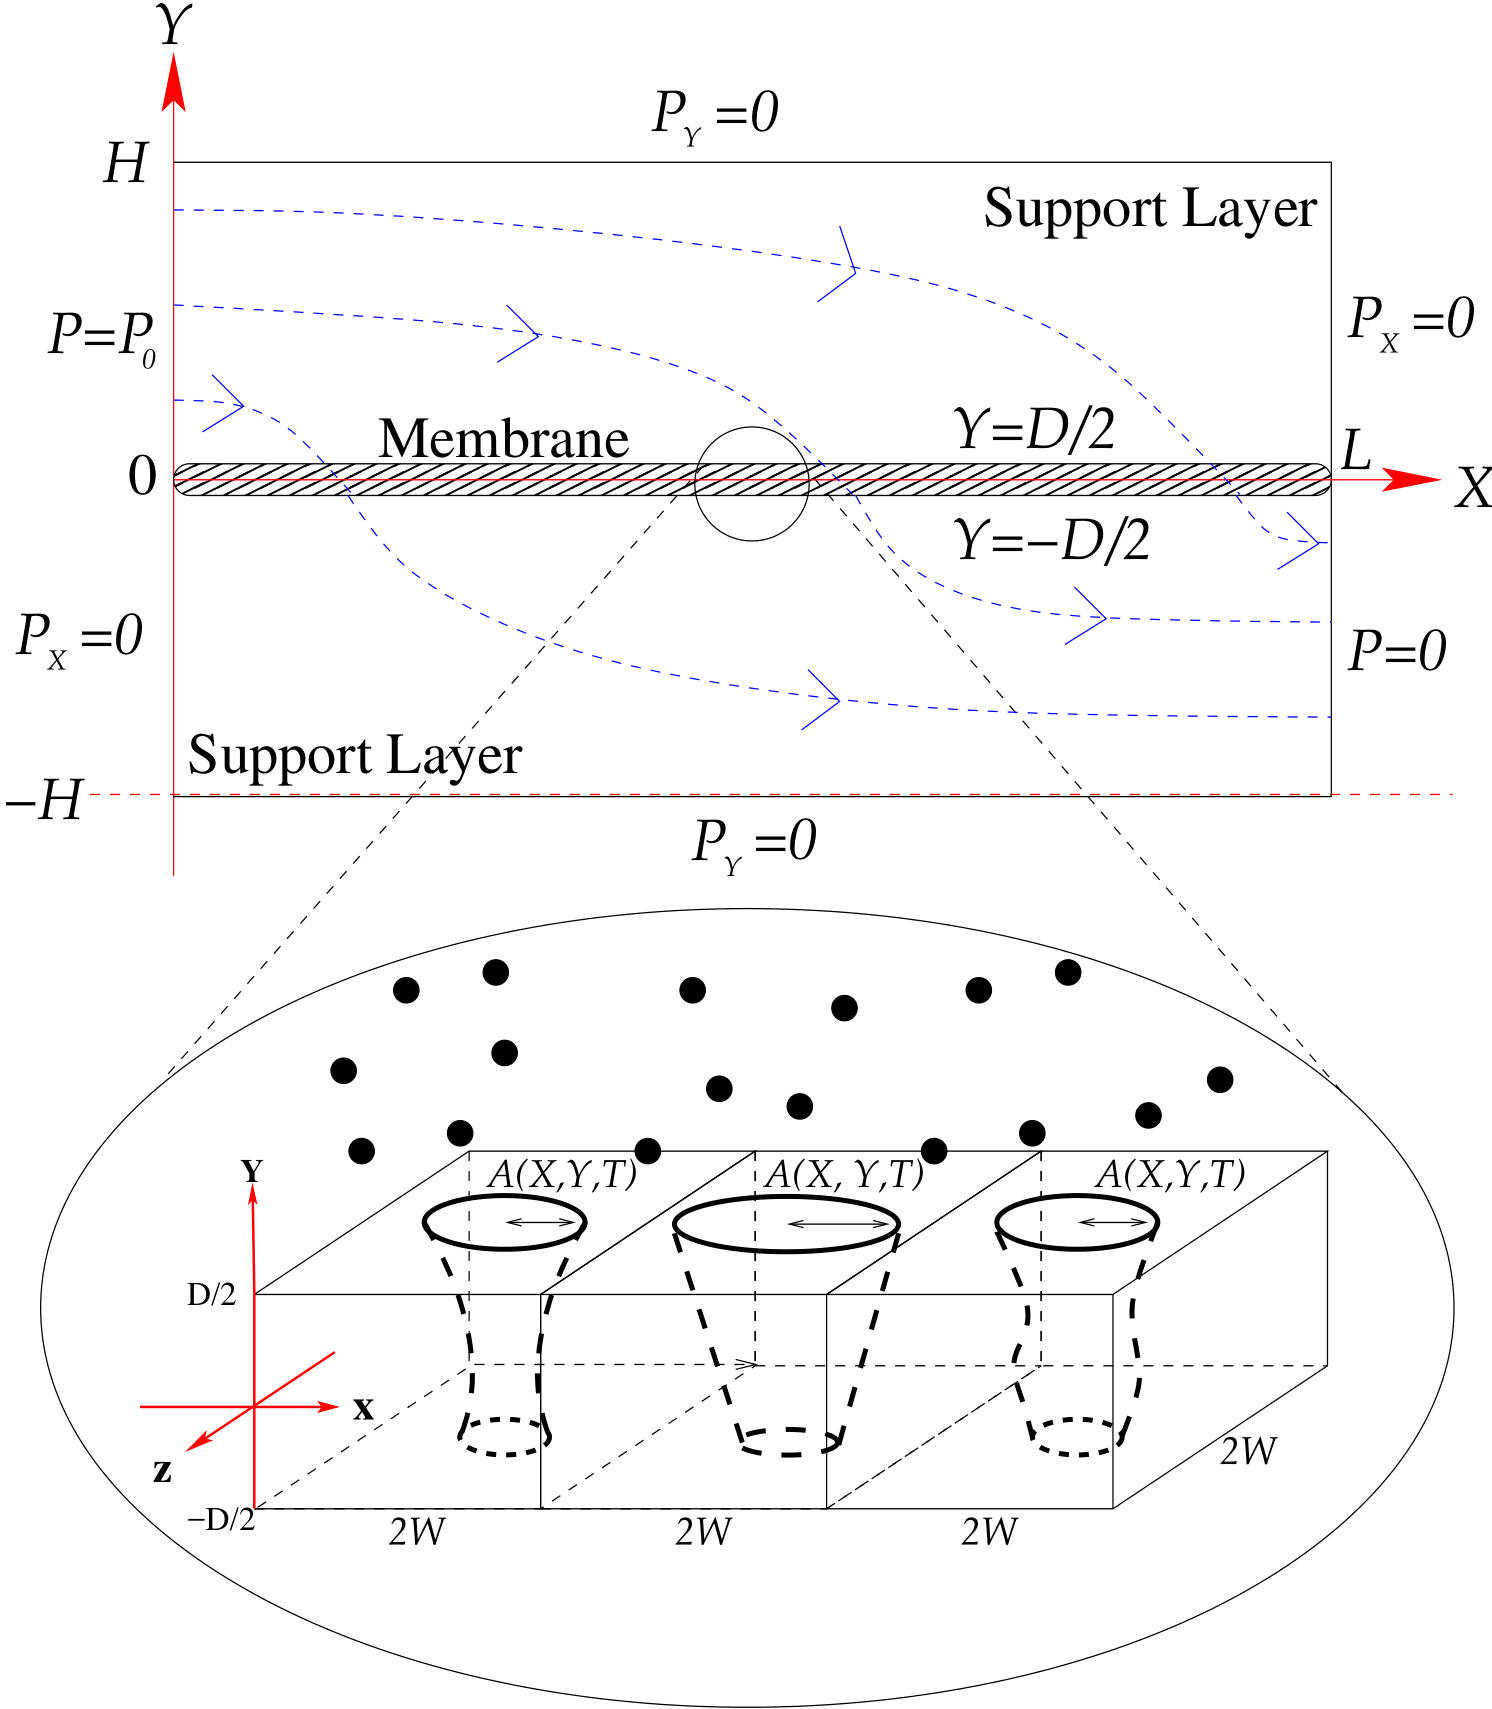 Y
P_Y =0
H
Support Layer
P=P_0
P_X =0
Membrane
Y=D/2
L
0
X
Y=−D/2
P_X =0
P=0
Support Layer
−H
P_Y =0
Y
A(X,Y,T)
A(X, Y,T)
A(X,Y,T)
D/2
x
z
2W
−D/2
2W
2W
2W